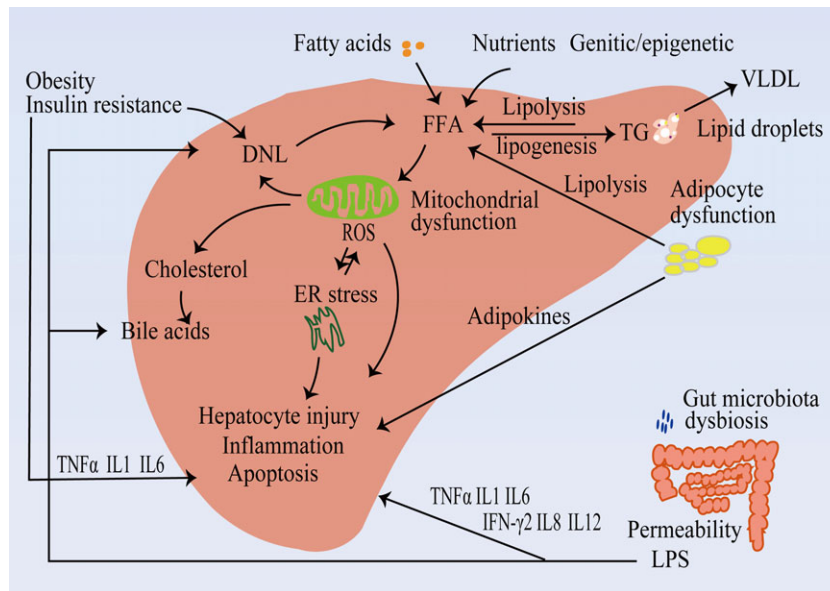 Fatty acids
Nutrients
Genitic/epigenetic
Obesity
Insulin resistance
VLDL
Lipolysis
FFA
TG
Lipid droplets
lipogenesis
DNL
Lipolysis
Adipocyte
dysfunction
Mitochondrial
dysfunction
ROS
Cholesterol
ER stress
Bile acids
Adipokines
Hepatocyte injury
Inflammation
Apoptosis
Gut microbiota
dysbiosis
TNFα IL1 IL6
TNFα IL1 IL6
IFN-γ2 IL8 IL12
Permeability
LPS